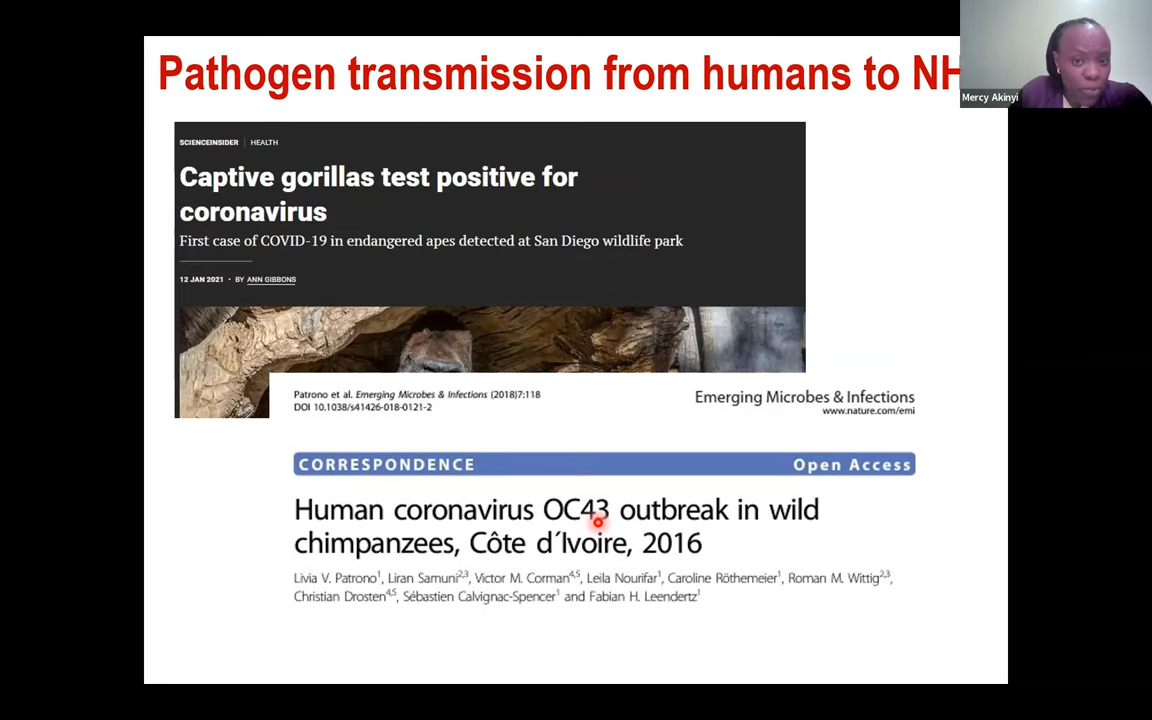 Pathogen transmission from humans to NH
Mercy Akinyi
SCIENCEINSIDER | HEALTH
Captive gorillas test positive for
coronavirus
First case of COVID-19 in endangered apes detected at San Diego wildlife park
12 JAN 2021 • BY ANN GIBBONS
Patrono et al. Emerging Microbes & Infections (2018)7:118
DOI 10.1038/s41426-018-0121-2
Emerging Microbes & Infections
www.nature.com/emi
CORRESPONDENCE Open Access
Human coronavirus OC43 outbreak in wild
chimpanzees, Côte d´Ivoire, 2016
Livia V. Patrono¹, Liran Samuni²,³, Victor M. Corman⁴,⁵, Leila Nourifar¹, Caroline Röthemeier¹, Roman M. Wittig²,³,
Christian Drosten⁴,⁵, Sébastien Calvignac-Spencer¹ and Fabian H. Leendertz¹